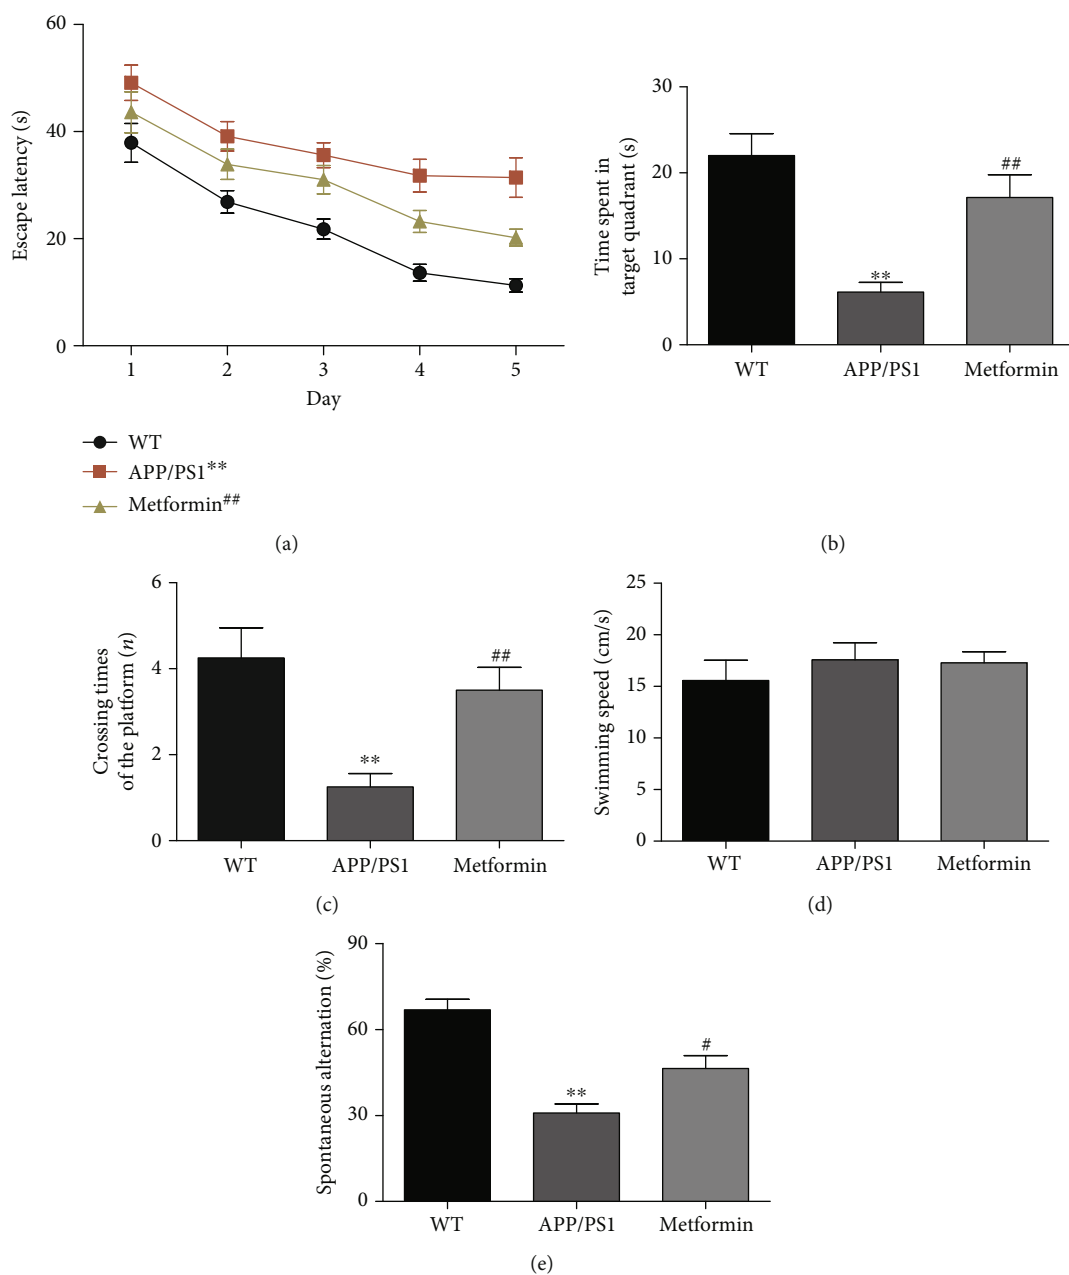 60
40
20
0
Escape latency (s)
1 2 3 4 5
Day
WT
APP/PS1**
Metformin##
(a)
30
20
10
0
Time spent in
target quadrant (s)
**
##
WT APP/PS1 Metformin
(b)
6
4
2
0
Crossing times
of the platform (n)
**
##
WT APP/PS1 Metformin
(c)
25
20
15
10
5
0
Swimming speed (cm/s)
WT APP/PS1 Metformin
(d)
90
60
30
0
Spontaneous alternation (%)
**
#
WT APP/PS1 Metformin
(e)